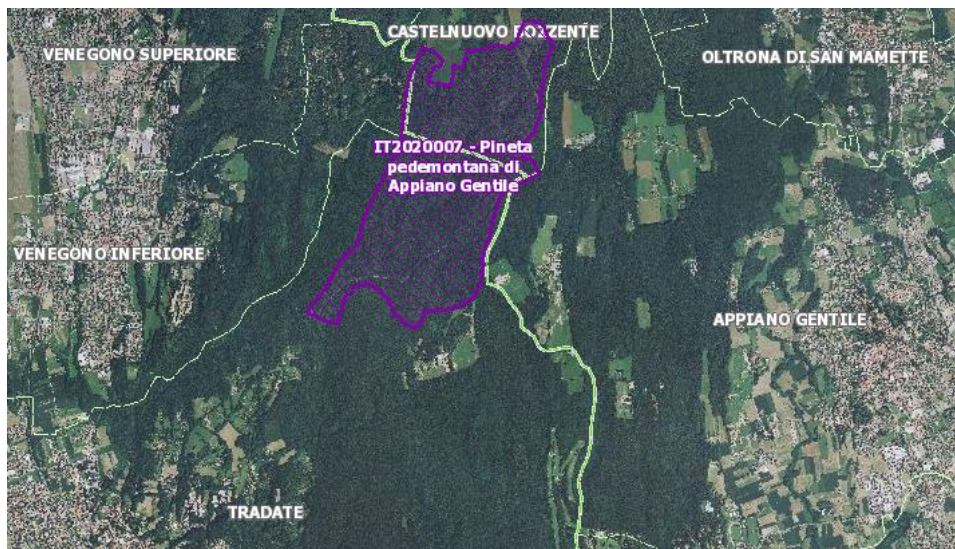 CASTELNUOVO BOZZENTE
VENEGONO SUPERIORE
OLTRONA DI SAN MAMETTE
IT2020007 - Pineta
pedemontana di
Appiano Gentile
VENEGONO INFERIORE
APPIANO GENTILE
TRADATE